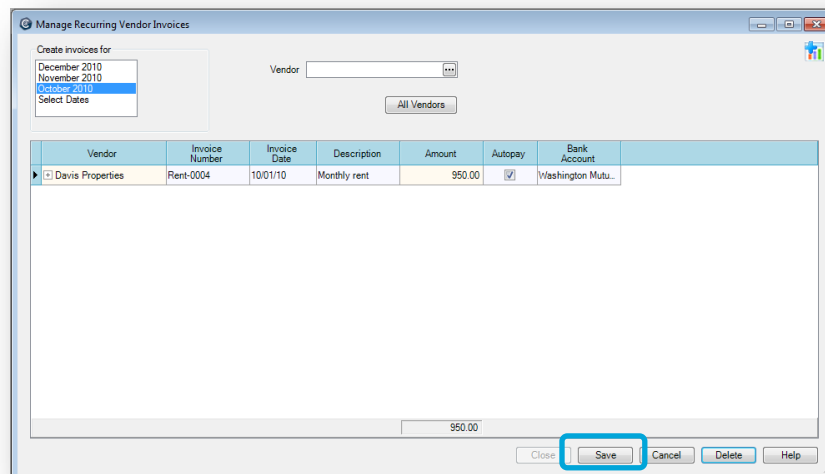 Manage Recurring Vendor Invoices
Create invoices for
December 2010
November 2010
October 2010
Select Dates
Vendor
All Vendors
Vendor Invoice Number Invoice Date Description Amount Autopay Bank Account
Davis Properties Rent-0004 10/01/10 Monthly rent 950.00 Washington Mutu...
950.00
Close Save Cancel Delete Help